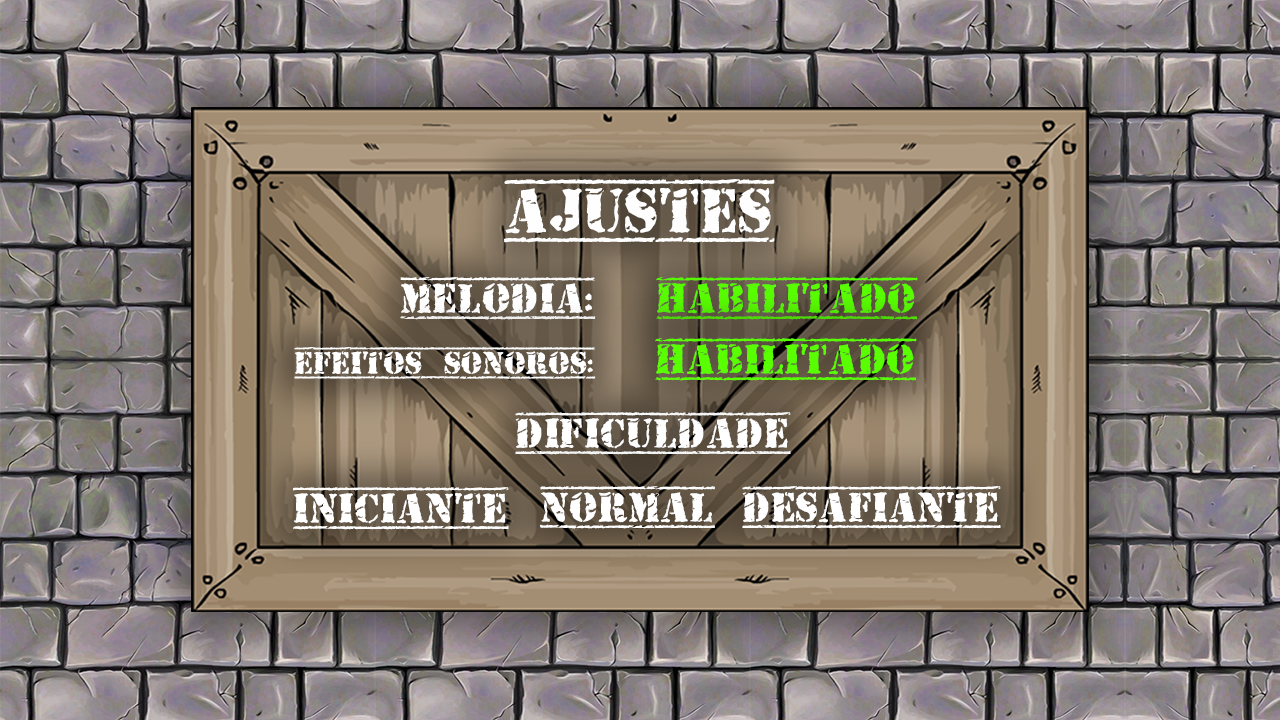 AJUSTES
MELODIA: HABILITADO
EFEITOS SONOROS: HABILITADO
DIFICULDADE
INICIANTE NORMAL DESAFIANTE